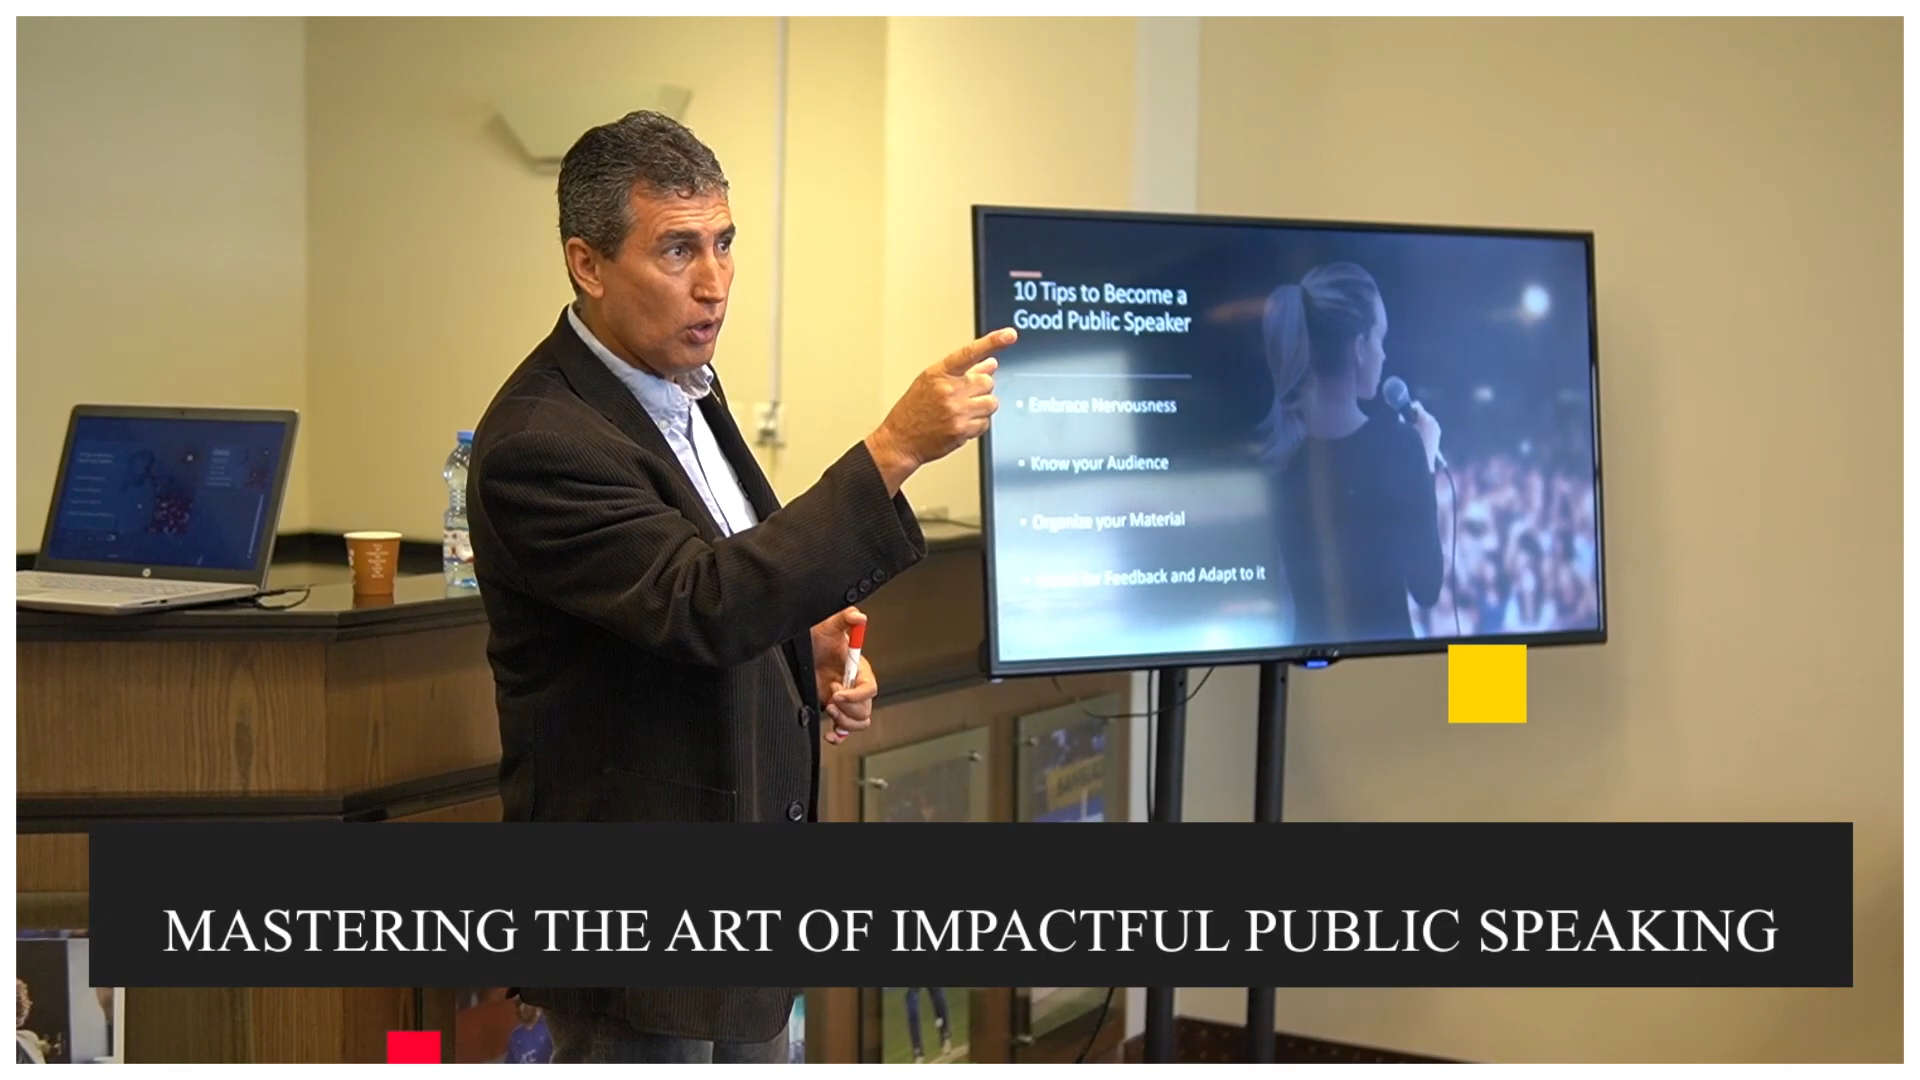 10 Tips to Become a
Good Public Speaker
Embrace Nervousness
Know your Audience
Organize your Material
for Feedback and Adapt to it
MASTERING THE ART OF IMPACTFUL PUBLIC SPEAKING